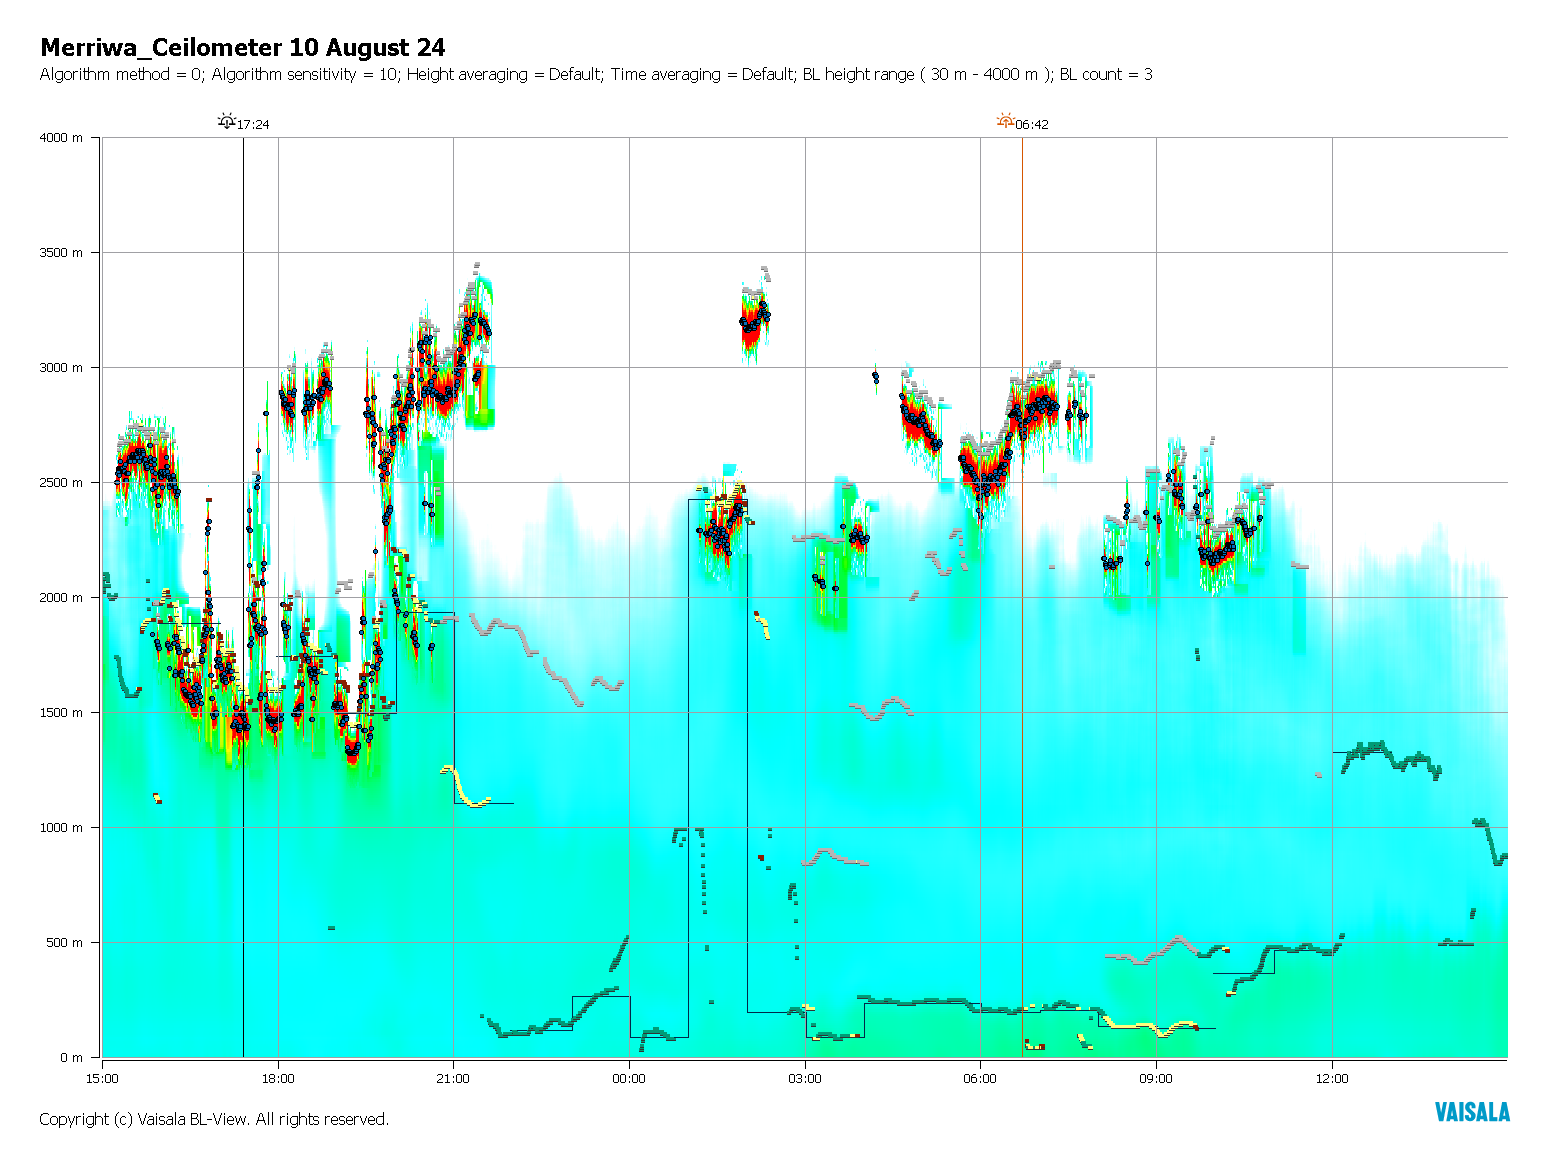 Merriwa_Ceilometer 10 August 24
Algorithm method = 0; Algorithm sensitivity = 10; Height averaging = Default; Time averaging = Default; BL height range ( 30 m - 4000 m ); BL count = 3
17:24 06:42
4000 m
3500 m
3000 m
2500 m
2000 m
1500 m
1000 m
500 m
0 m
15:00 18:00 21:00 00:00 03:00 06:00 09:00 12:00
Copyright (c) Vaisala BL-View. All rights reserved.
VAISALA